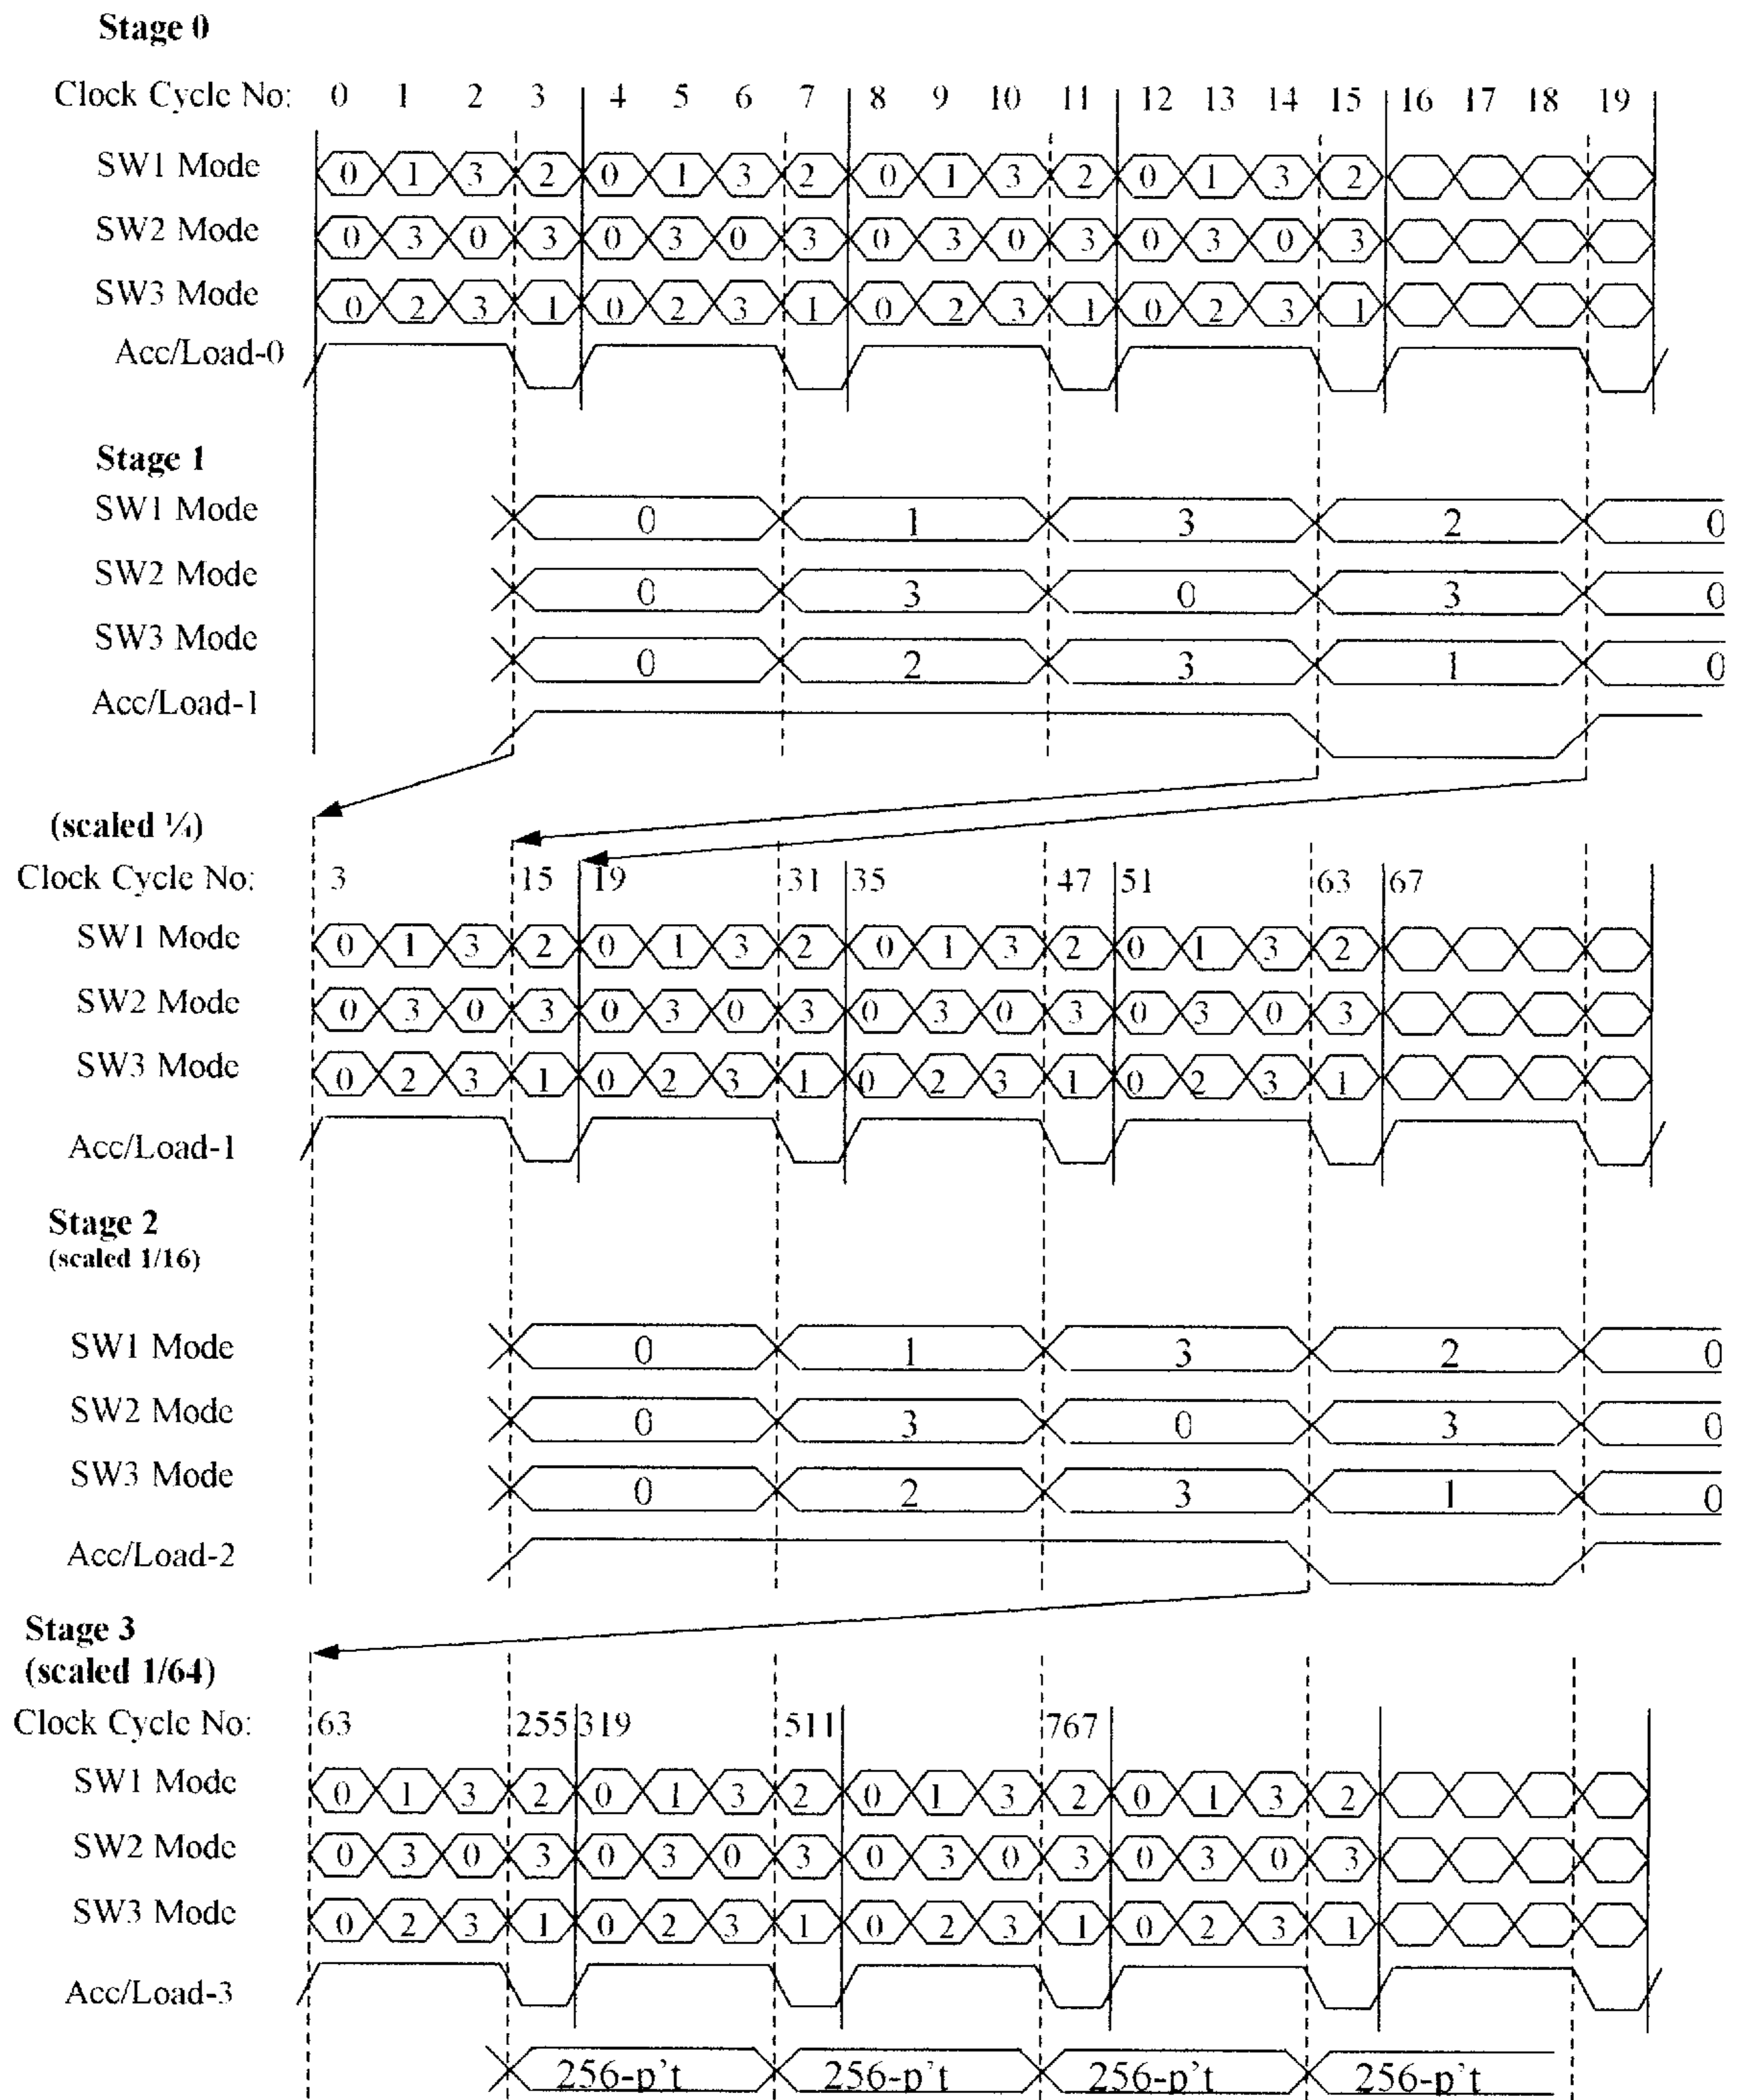 Stage 0
Clock Cycle No: 0 1 2 3 4 5 6 7 8 9 10 11 12 13 14 15 16 17 18 19
SW1 Mode 0 1 3 2 0 1 3 2 0 1 3 2 0 1 3 2
SW2 Mode 0 3 0 3 0 3 0 3 0 3 0 3 0 3 0 3
SW3 Mode 0 2 3 1 0 2 3 1 0 2 3 1 0 2 3 1
Acc/Load-0
Stage 1
SW1 Mode 0 1 3 2 0
SW2 Mode 0 3 0 3 0
SW3 Mode 0 2 3 1 0
Acc/Load-1
(scaled ¼)
Clock Cycle No: 3 15 19 31 35 47 51 63 67
SW1 Mode 0 1 3 2 0 1 3 2 0 1 3 2 0 1 3 2
SW2 Mode 0 3 0 3 0 3 0 3 0 3 0 3 0 3 0 3
SW3 Mode 0 2 3 1 0 2 3 1 0 2 3 1 0 2 3 1
Acc/Load-1
Stage 2
(scaled 1/16)
SW1 Mode 0 1 3 2 0
SW2 Mode 0 3 0 3 0
SW3 Mode 0 2 3 1 0
Acc/Load-2
Stage 3
(scaled 1/64)
Clock Cycle No: 63 255 319 511 767
SW1 Mode 0 1 3 2 0 1 3 2 0 1 3 2 0 1 3 2
SW2 Mode 0 3 0 3 0 3 0 3 0 3 0 3 0 3 0 3
SW3 Mode 0 2 3 1 0 2 3 1 0 2 3 1 0 2 3 1
Acc/Load-3
256-p't 256-p't 256-p't 256-p't